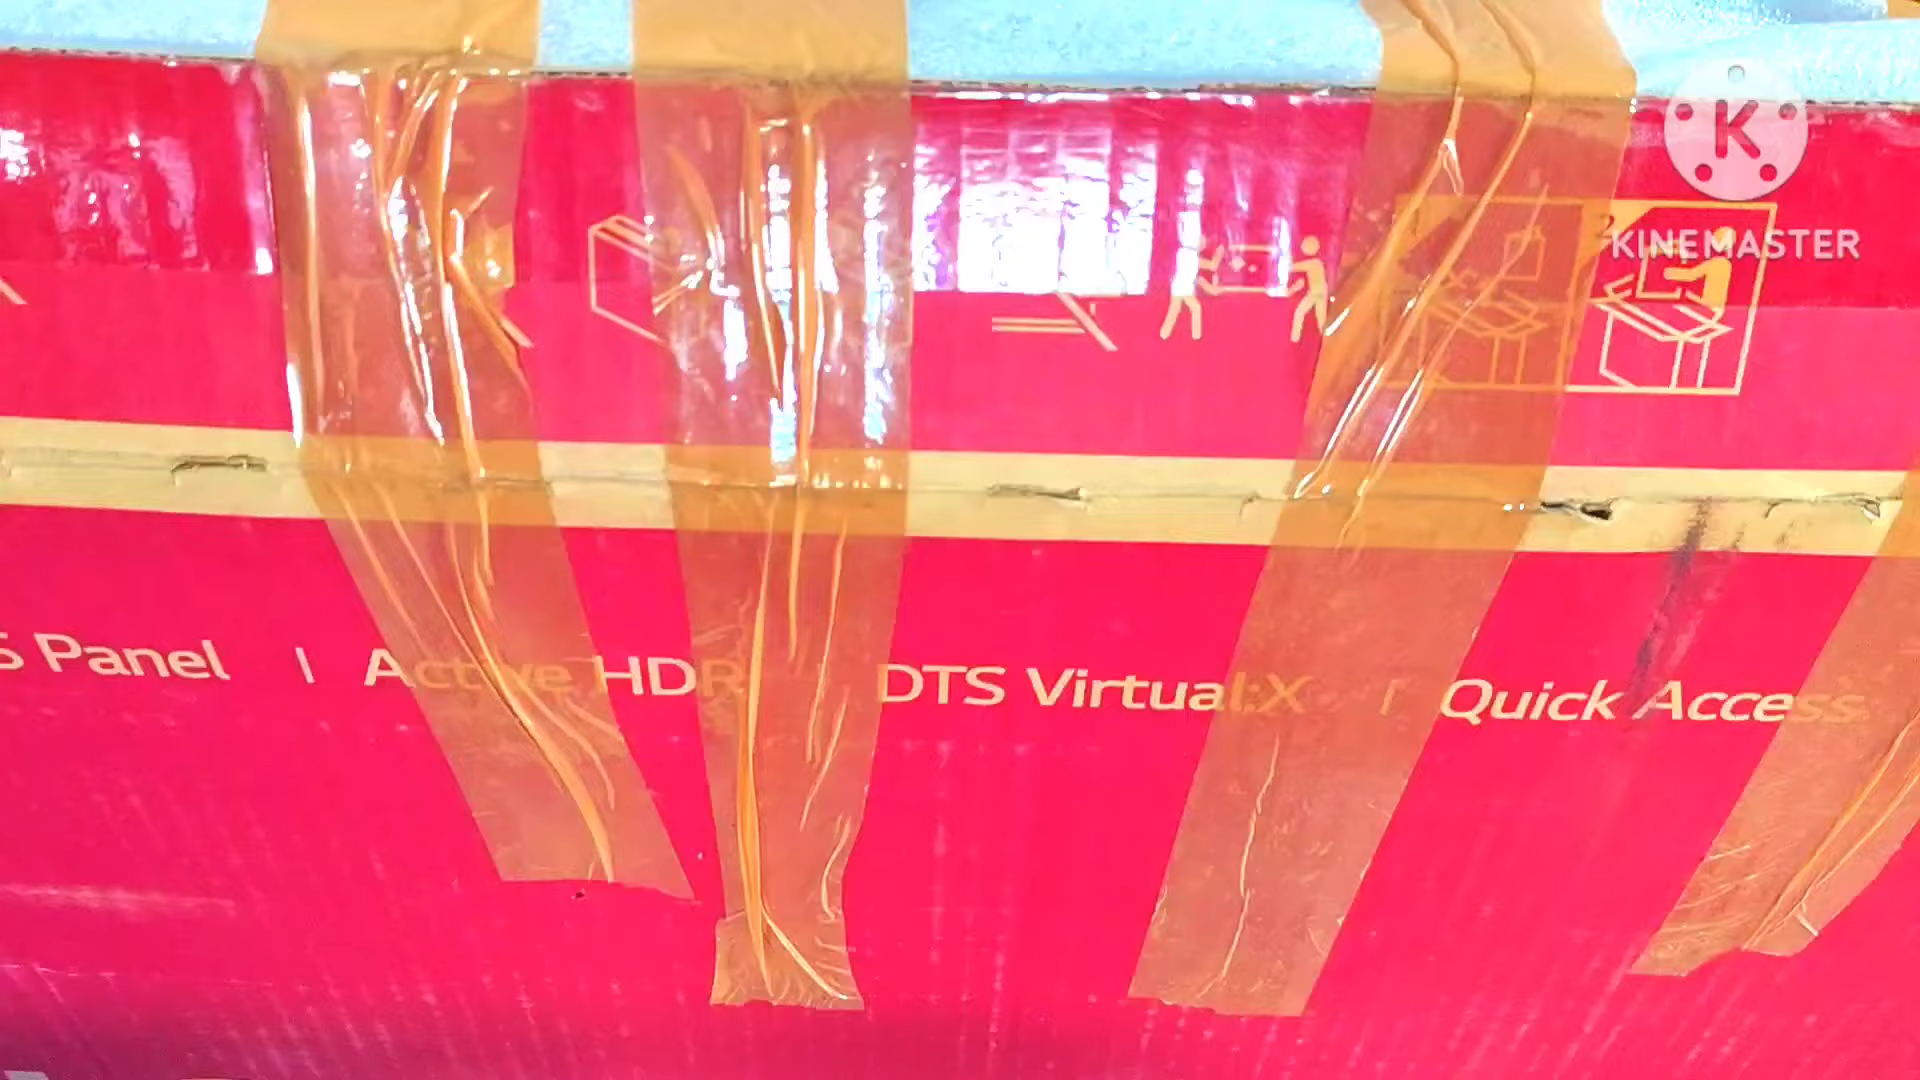 K
KINEMASTER
Panel | Active HDR | DTS Virtual:X | Quick Access